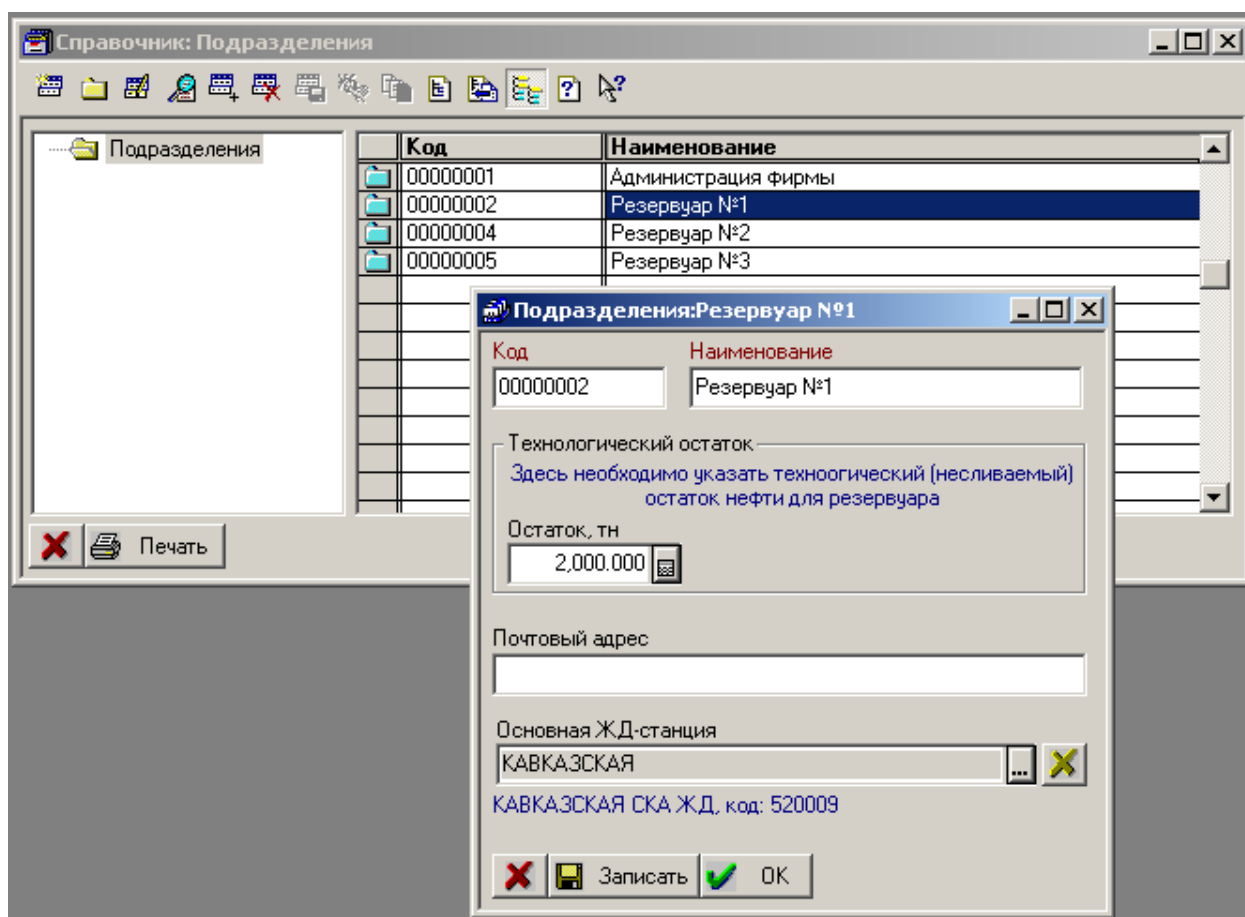 Справочник: Подразделения
Подразделения
Код Наименование
00000001 Администрация фирмы
00000002 Резервуар №1
00000004 Резервуар №2
00000005 Резервуар №3
Печать
Подразделения:Резервуар №1
Код Наименование
00000002 Резервуар №1
Технологический остаток
Здесь необходимо указать техноогический (несливаемый)
остаток нефти для резервуара
Остаток, тн
2,000.000
Почтовый адрес
Основная ЖД-станция
КАВКАЗСКАЯ
...
КАВКАЗСКАЯ СКА ЖД, код: 520009
Записать OK